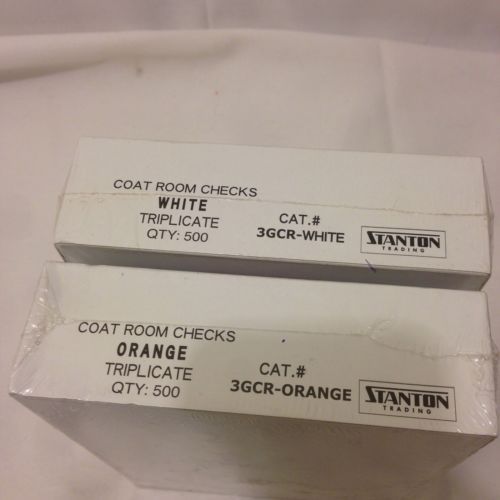 COAT ROOM CHECKS
WHITE
TRIPLICATE
QTY: 500
CAT.#
3GCR-WHITE
STANTON
TRADING
COAT ROOM CHECKS
ORANGE
TRIPLICATE
QTY: 500
CAT.#
3GCR-ORANGE
STANTON
TRADING